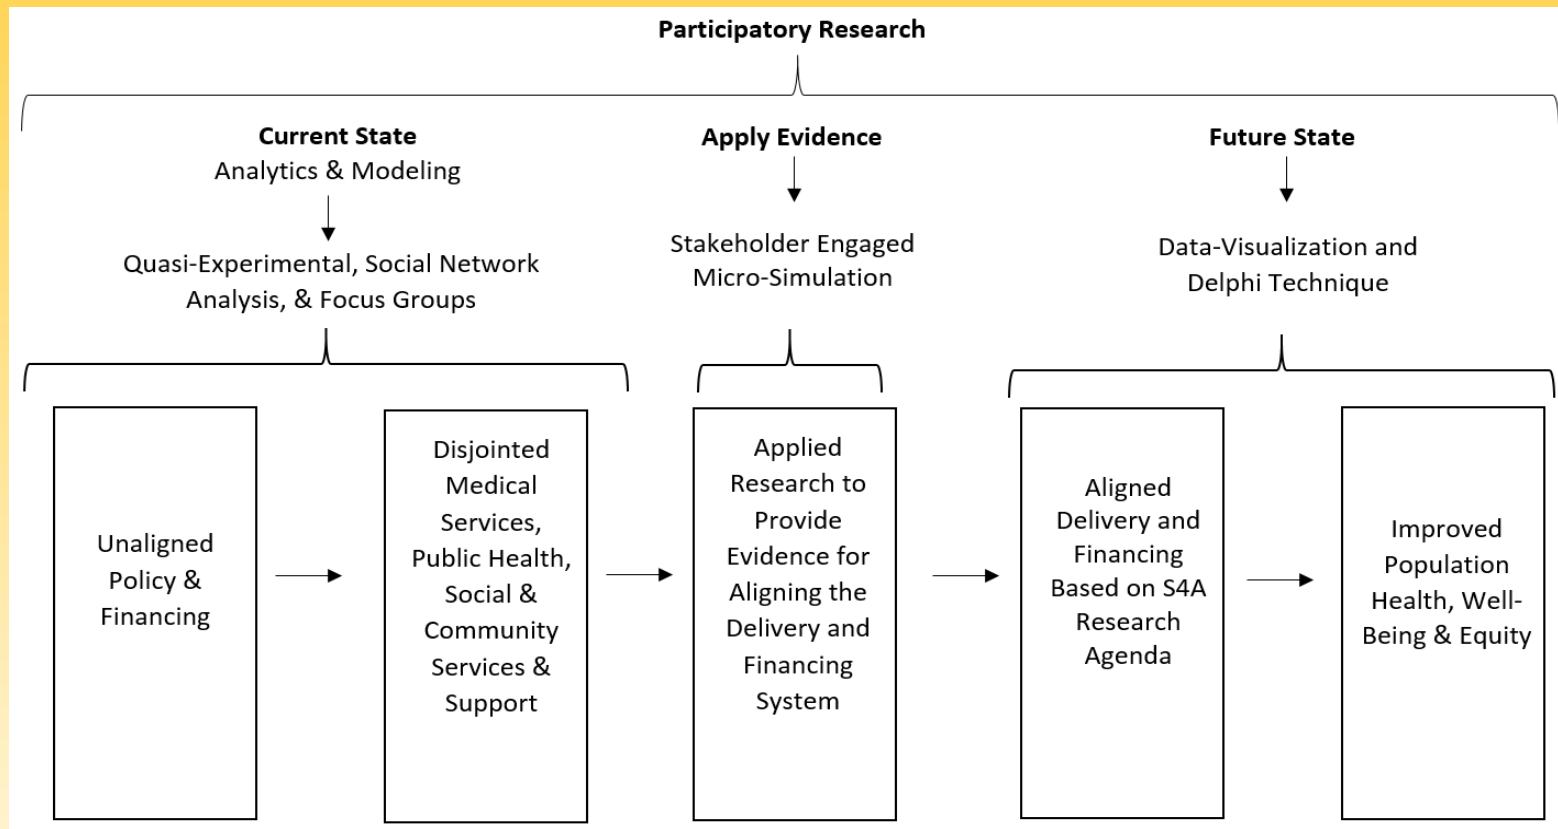 Participatory Research
Current State
Analytics & Modeling
Quasi-Experimental, Social Network
Analysis, & Focus Groups
Apply Evidence
Stakeholder Engaged
Micro-Simulation
Future State
Data-Visualization and
Delphi Technique
Unaligned
Policy &
Financing
Disjointed
Medical
Services,
Public Health,
Social &
Community
Services &
Support
Applied
Research to
Provide
Evidence for
Aligning the
Delivery and
Financing
System
Aligned
Delivery and
Financing
Based on S4A
Research
Agenda
Improved
Population
Health, Well-
Being & Equity